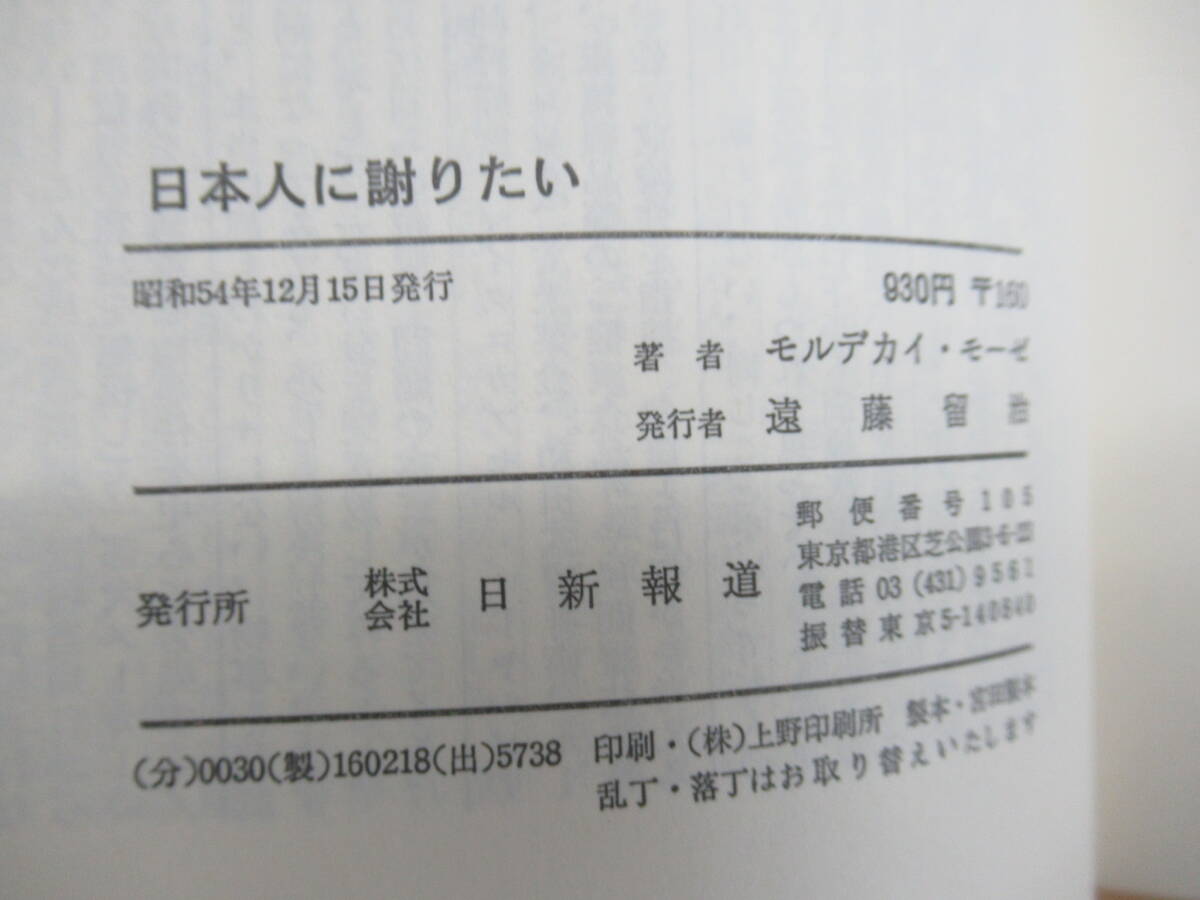 日本人に謝りたい
昭和54年12月15日発行 930円 〒160
著者 モルデカイ・モーゼ
発行者 遠藤留治
発行所 株式会社 日新報道
郵便番号105
東京都港区芝公園
電話 03 (431) 9561
振替東京5-140840
(分)0030(製)160218(出)5738 印刷・(株)上野印刷所 製本・宮田製本
乱丁・落丁はお取り替えいたします